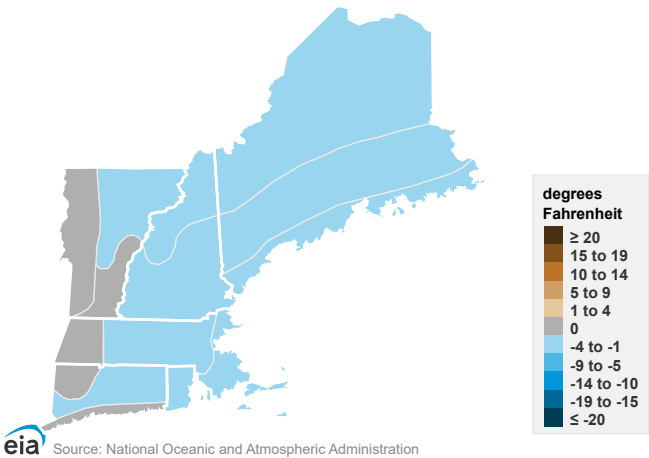 degrees
Fahrenheit
≥ 20
15 to 19
10 to 14
5 to 9
1 to 4
0
-4 to -1
-9 to -5
-14 to -10
-19 to -15
≤ -20
eia
Source: National Oceanic and Atmospheric Administration